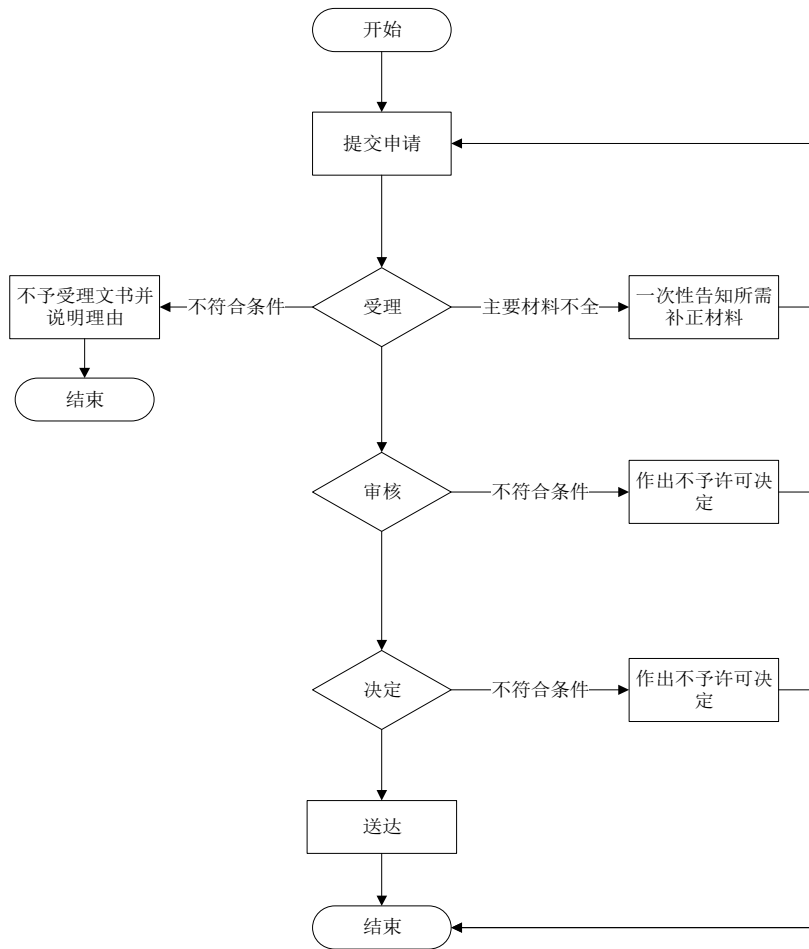 开始
提交申请
不予受理文书并
说明理由
不符合条件
受理
主要材料不全
一次性告知所需
补正材料
结束
审核
不符合条件
作出不予许可决
定
决定
不符合条件
作出不予许可决
定
送达
结束